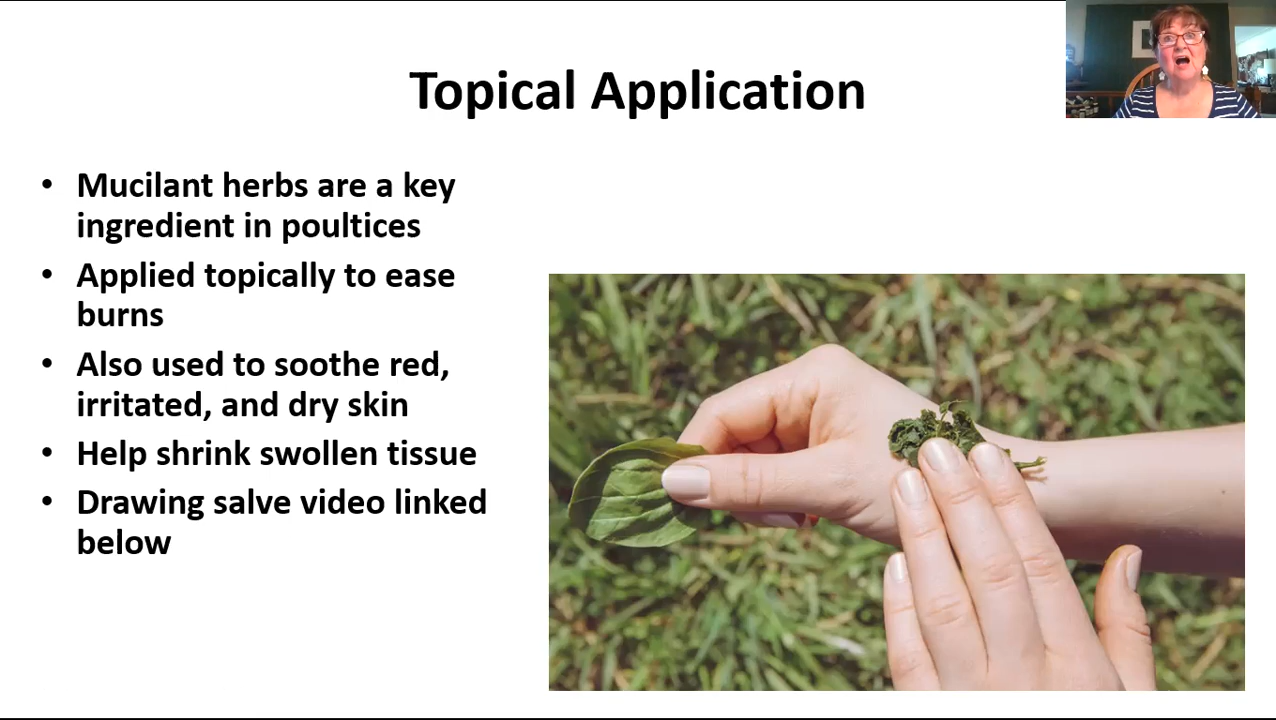 Topical Application
• Mucilant herbs are a key
ingredient in poultices
• Applied topically to ease
burns
• Also used to soothe red,
irritated, and dry skin
• Help shrink swollen tissue
• Drawing salve video linked
below